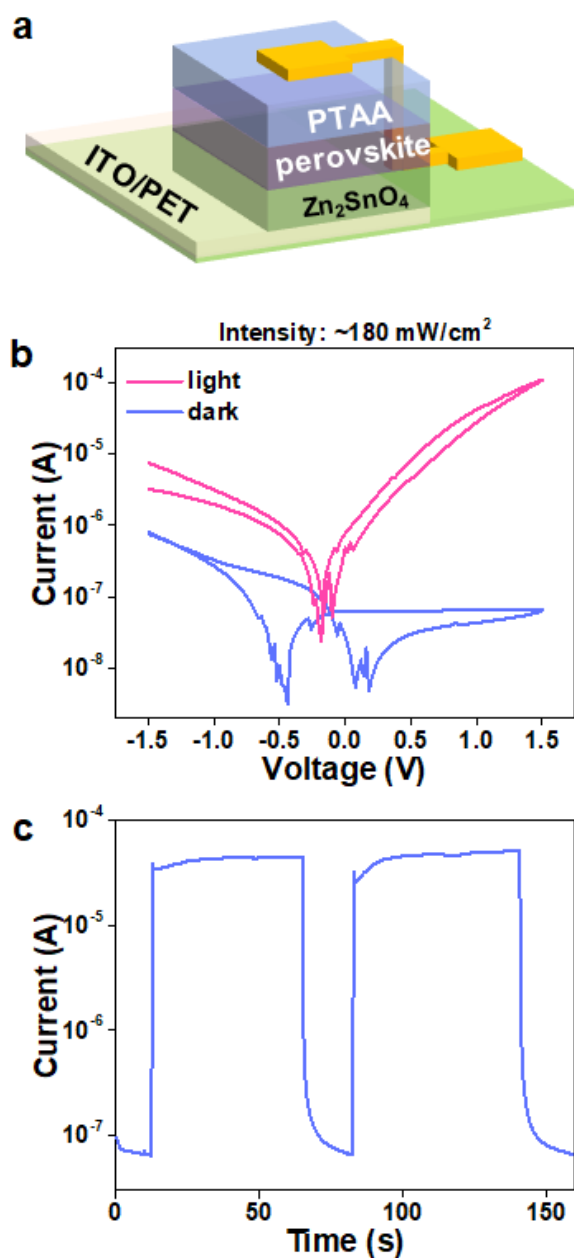 a
PTAA
perovskite
Zn₂SnO₄
ITO/PET
b
Intensity: ~180 mW/cm²
light
dark
10⁻⁴
10⁻⁵
10⁻⁶
10⁻⁷
10⁻⁸
Current (A)
-1.5 -1.0 -0.5 0.0 0.5 1.0 1.5
Voltage (V)
c
10⁻⁴
10⁻⁵
10⁻⁶
10⁻⁷
Current (A)
0 50 100 150
Time (s)